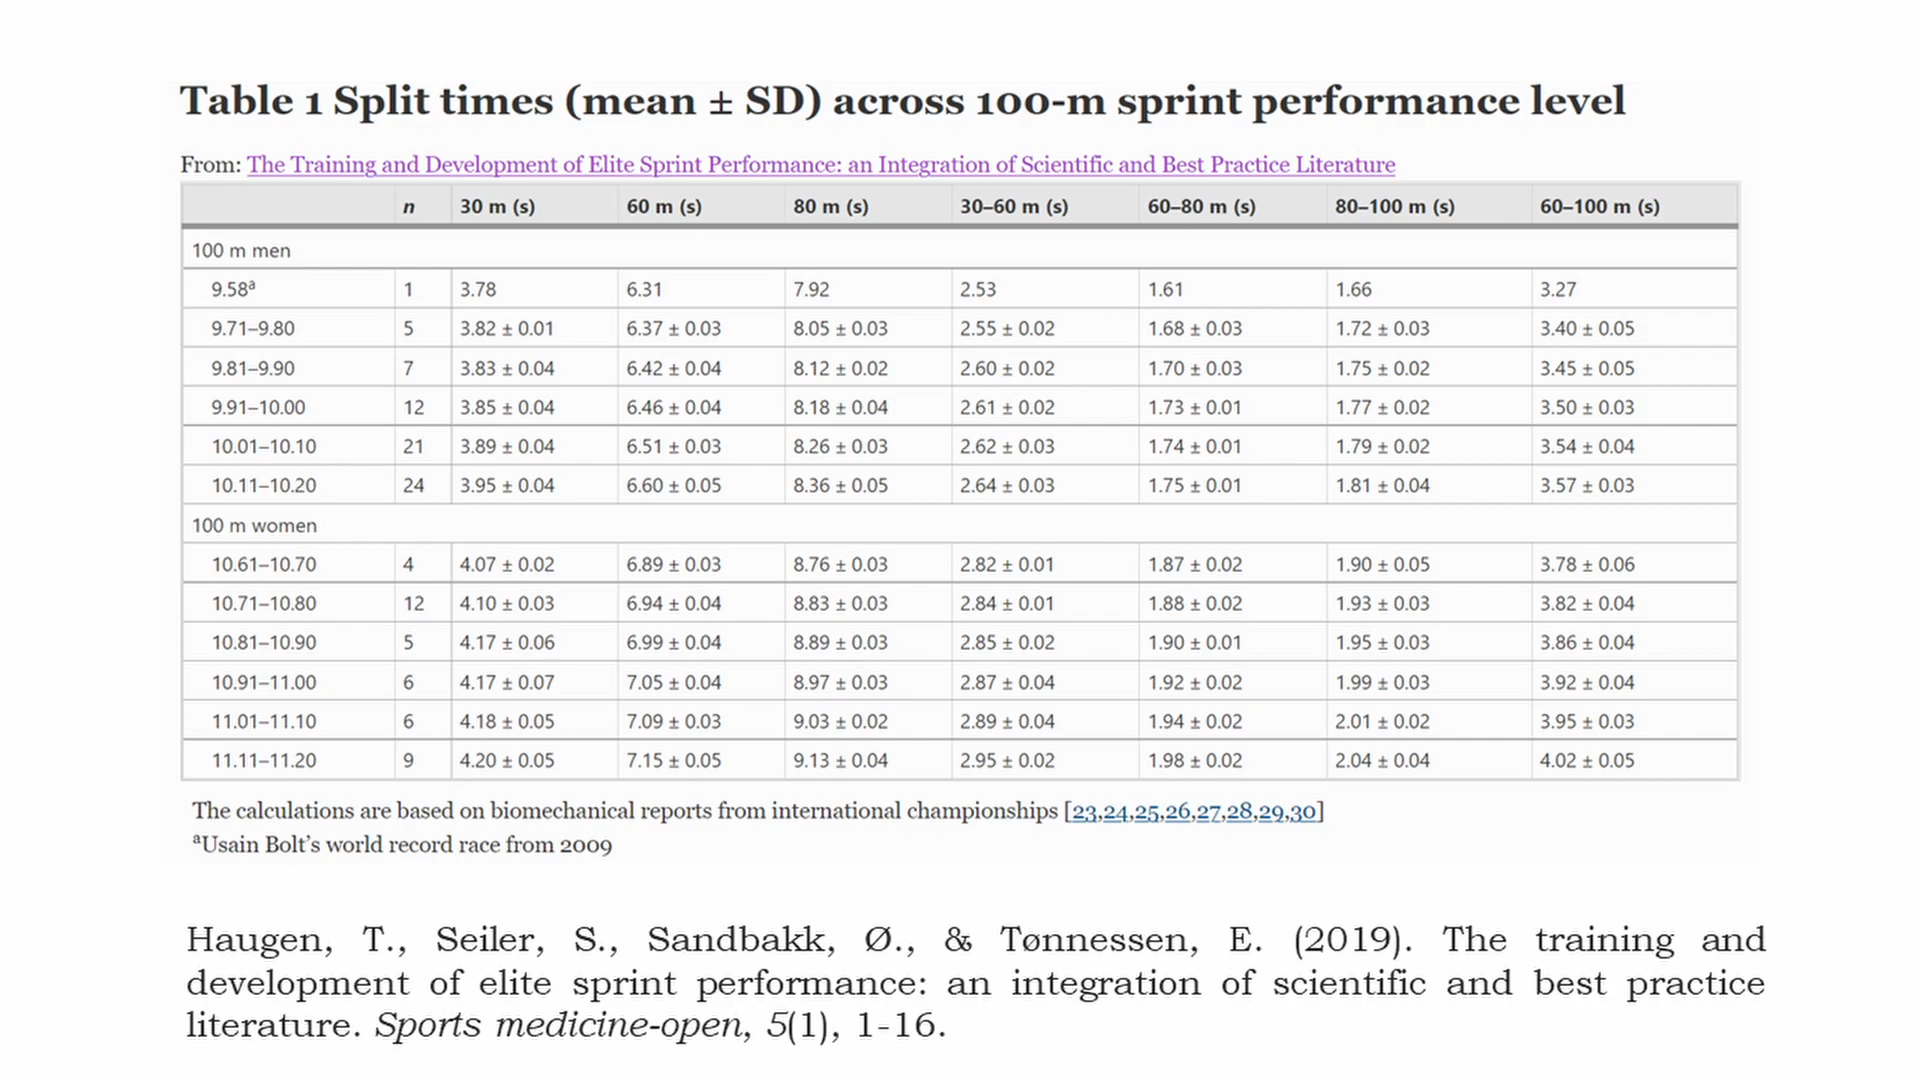 Table 1 Split times (mean ± SD) across 100-m sprint performance level
From: The Training and Development of Elite Sprint Performance: an Integration of Scientific and Best Practice Literature
n 30 m (s) 60 m (s) 80 m (s) 30–60 m (s) 60–80 m (s) 80–100 m (s) 60–100 m (s)
100 m men
9.58ᵃ 1 3.78 6.31 7.92 2.53 1.61 1.66 3.27
9.71–9.80 5 3.82 ± 0.01 6.37 ± 0.03 8.05 ± 0.03 2.55 ± 0.02 1.68 ± 0.03 1.72 ± 0.03 3.40 ± 0.05
9.81–9.90 7 3.83 ± 0.04 6.42 ± 0.04 8.12 ± 0.02 2.60 ± 0.02 1.70 ± 0.03 1.75 ± 0.02 3.45 ± 0.05
9.91–10.00 12 3.85 ± 0.04 6.46 ± 0.04 8.18 ± 0.04 2.61 ± 0.02 1.73 ± 0.01 1.77 ± 0.02 3.50 ± 0.03
10.01–10.10 21 3.89 ± 0.04 6.51 ± 0.03 8.26 ± 0.03 2.62 ± 0.03 1.74 ± 0.01 1.79 ± 0.02 3.54 ± 0.04
10.11–10.20 24 3.95 ± 0.04 6.60 ± 0.05 8.36 ± 0.05 2.64 ± 0.03 1.75 ± 0.01 1.81 ± 0.04 3.57 ± 0.03
100 m women
10.61–10.70 4 4.07 ± 0.02 6.89 ± 0.03 8.76 ± 0.03 2.82 ± 0.01 1.87 ± 0.02 1.90 ± 0.05 3.78 ± 0.06
10.71–10.80 12 4.10 ± 0.03 6.94 ± 0.04 8.83 ± 0.03 2.84 ± 0.01 1.88 ± 0.02 1.93 ± 0.03 3.82 ± 0.04
10.81–10.90 5 4.17 ± 0.06 6.99 ± 0.04 8.89 ± 0.03 2.85 ± 0.02 1.90 ± 0.01 1.95 ± 0.03 3.86 ± 0.04
10.91–11.00 6 4.17 ± 0.07 7.05 ± 0.04 8.97 ± 0.03 2.87 ± 0.04 1.92 ± 0.02 1.99 ± 0.03 3.92 ± 0.04
11.01–11.10 6 4.18 ± 0.05 7.09 ± 0.03 9.03 ± 0.02 2.89 ± 0.04 1.94 ± 0.02 2.01 ± 0.02 3.95 ± 0.03
11.11–11.20 9 4.20 ± 0.05 7.15 ± 0.05 9.13 ± 0.04 2.95 ± 0.02 1.98 ± 0.02 2.04 ± 0.04 4.02 ± 0.05
The calculations are based on biomechanical reports from international championships [23,24,25,26,27,28,29,30]
ᵃUsain Bolt’s world record race from 2009
Haugen, T., Seiler, S., Sandbakk, Ø., & Tønnessen, E. (2019). The training and
development of elite sprint performance: an integration of scientific and best practice
literature. Sports medicine-open, 5(1), 1-16.